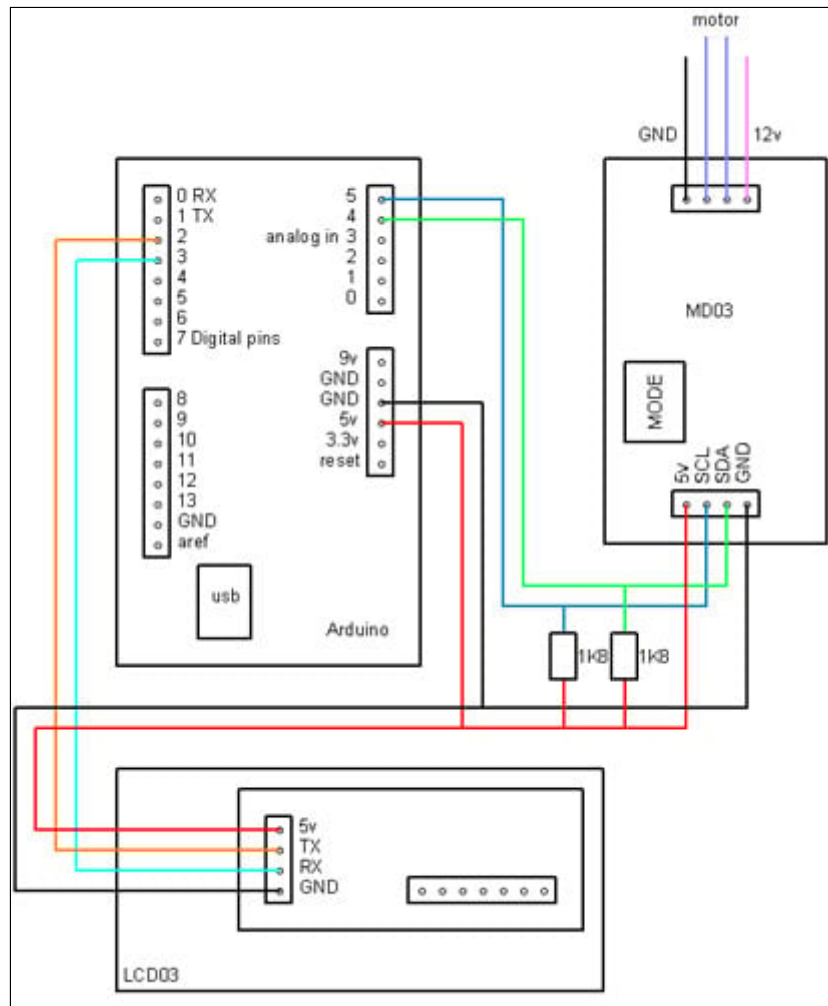 motor
GND 12v
0 RX
1 TX
2
3
4
5
6
7 Digital pins
8
9
10
11
12
13
GND
aref
usb
Arduino
5
4
analog in 3
2
1
0
9v
GND
GND
5v
3.3v
reset
MD03
MODE
5v
SCL
SDA
GND
1K8 1K8
5v
TX
RX
GND
LCD03